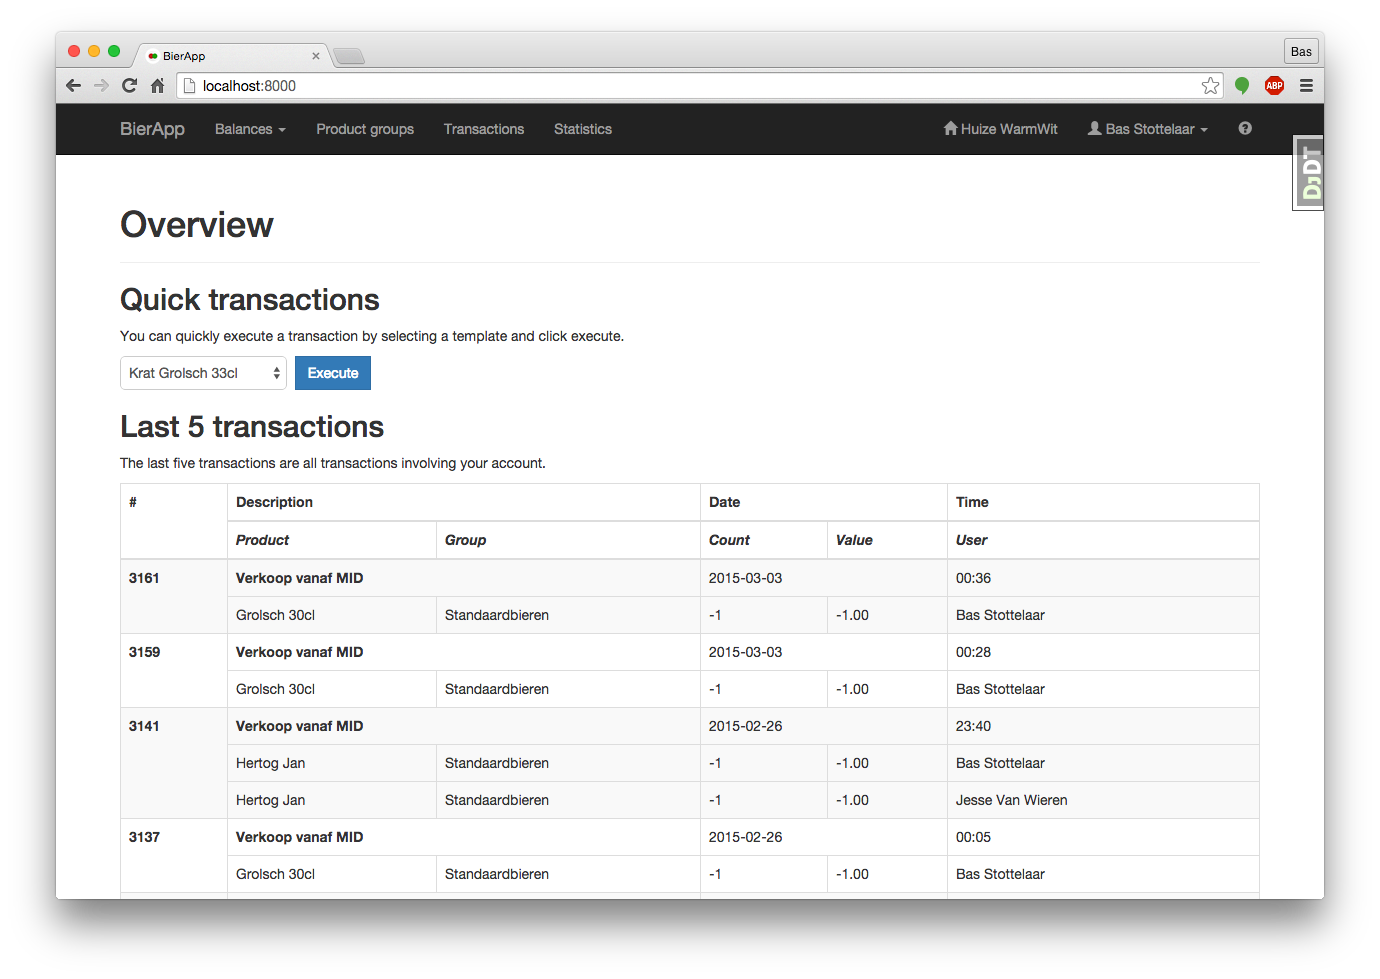 BierApp
Bas
localhost:8000
ABP
BierApp Balances Product groups Transactions Statistics Huize WarmWit Bas Stottelaar
DJDT
Overview
Quick transactions
You can quickly execute a transaction by selecting a template and click execute.
Krat Grolsch 33cl Execute
Last 5 transactions
The last five transactions are all transactions involving your account.
# Description Date Time
Product Group Count Value User
3161 Verkoop vanaf MID 2015-03-03 00:36
Grolsch 30cl Standaardbieren -1 -1.00 Bas Stottelaar
3159 Verkoop vanaf MID 2015-03-03 00:28
Grolsch 30cl Standaardbieren -1 -1.00 Bas Stottelaar
3141 Verkoop vanaf MID 2015-02-26 23:40
Hertog Jan Standaardbieren -1 -1.00 Bas Stottelaar
Hertog Jan Standaardbieren -1 -1.00 Jesse Van Wieren
3137 Verkoop vanaf MID 2015-02-26 00:05
Grolsch 30cl Standaardbieren -1 -1.00 Bas Stottelaar